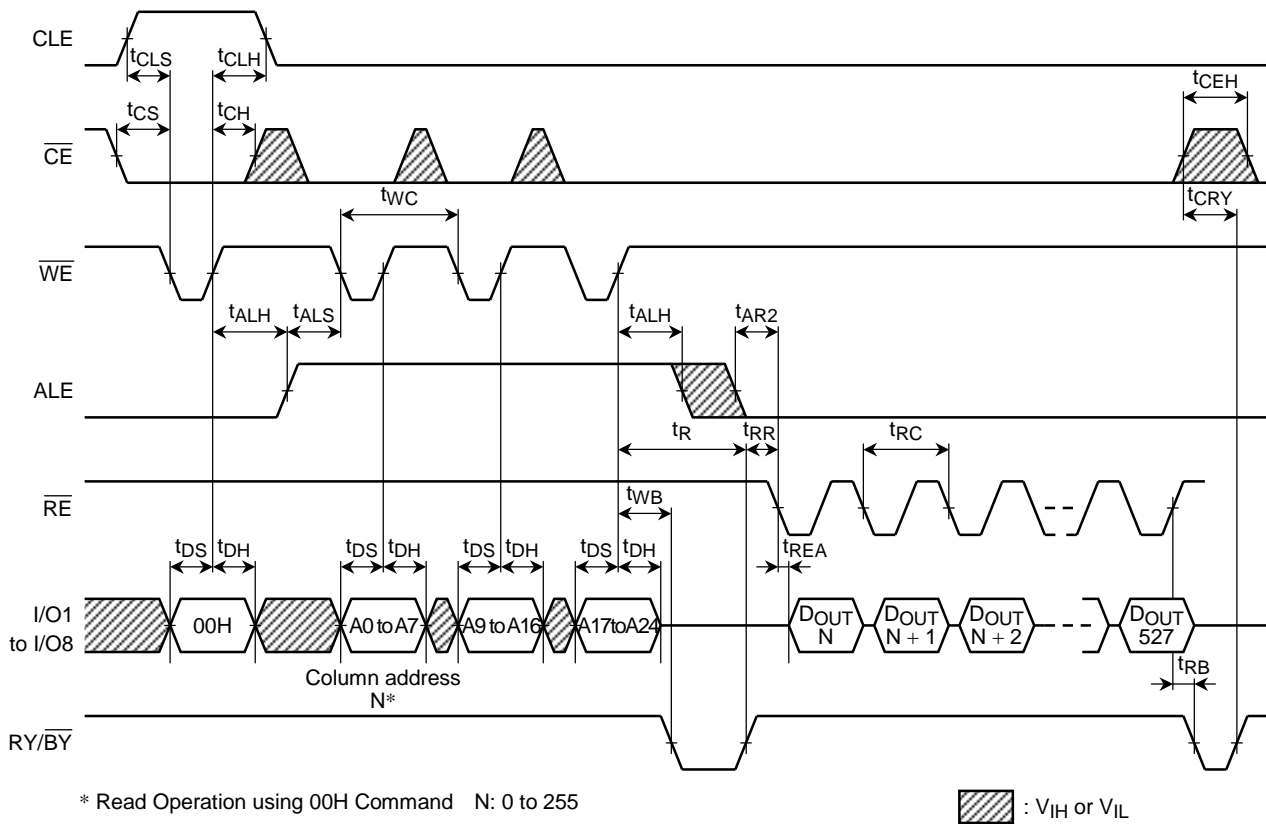 CLE
tCLS
tCLH
tCEH
tCS
tCH
CE
tWC
tCRY
WE
tALH
tALS
tALH
tAR2
ALE
tR
tRR
tRC
RE
tWB
tREA
tDS
tDH
tDS
tDH
tDS
tDH
tDS
tDH
I/O1
to I/O8
00H
A0 to A7
A9 to A16
A17 to A24
DOUT
N
DOUT
N + 1
DOUT
N + 2
DOUT
527
Column address
N*
tRB
RY/BY
* Read Operation using 00H Command N: 0 to 255
: VIH or VIL